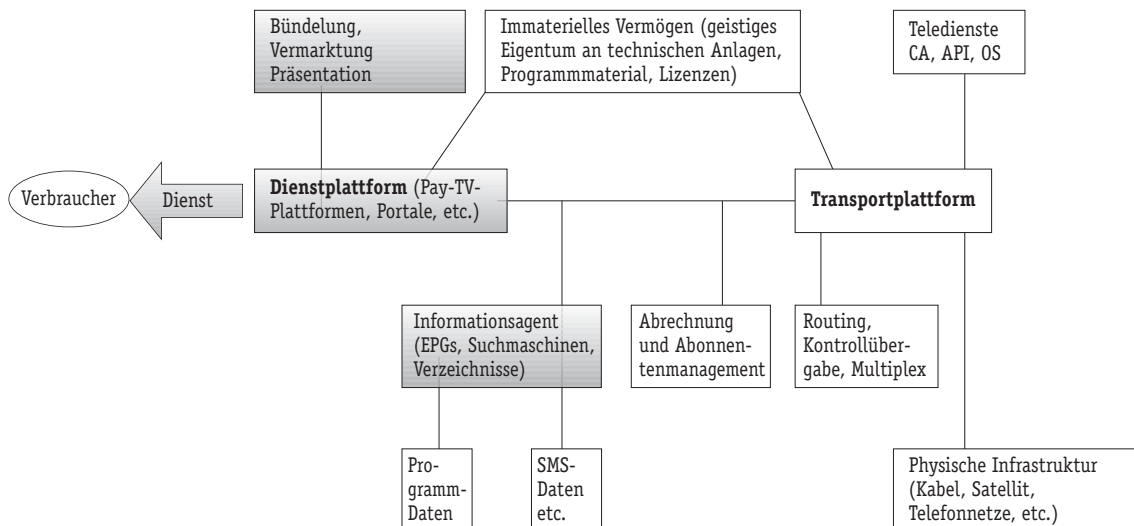 Bündelung,
Vermarktung
Präsentation
Immaterielles Vermögen (geistiges
Eigentum an technischen Anlagen,
Programmmaterial, Lizenzen)
Teledienste
CA, API, OS
Verbraucher
Dienst
Dienstplattform (Pay-TV-
Plattformen, Portale, etc.)
Transportplattform
Informationsagent
(EPGs, Suchmaschinen,
Verzeichnisse)
Abrechnung
und Abonnen-
tenmanagement
Routing,
Kontrollüber-
gabe, Multiplex
Pro-
gramm-
Daten
SMS-
Daten
etc.
Physische Infrastruktur
(Kabel, Satellit,
Telefonnetze, etc.)